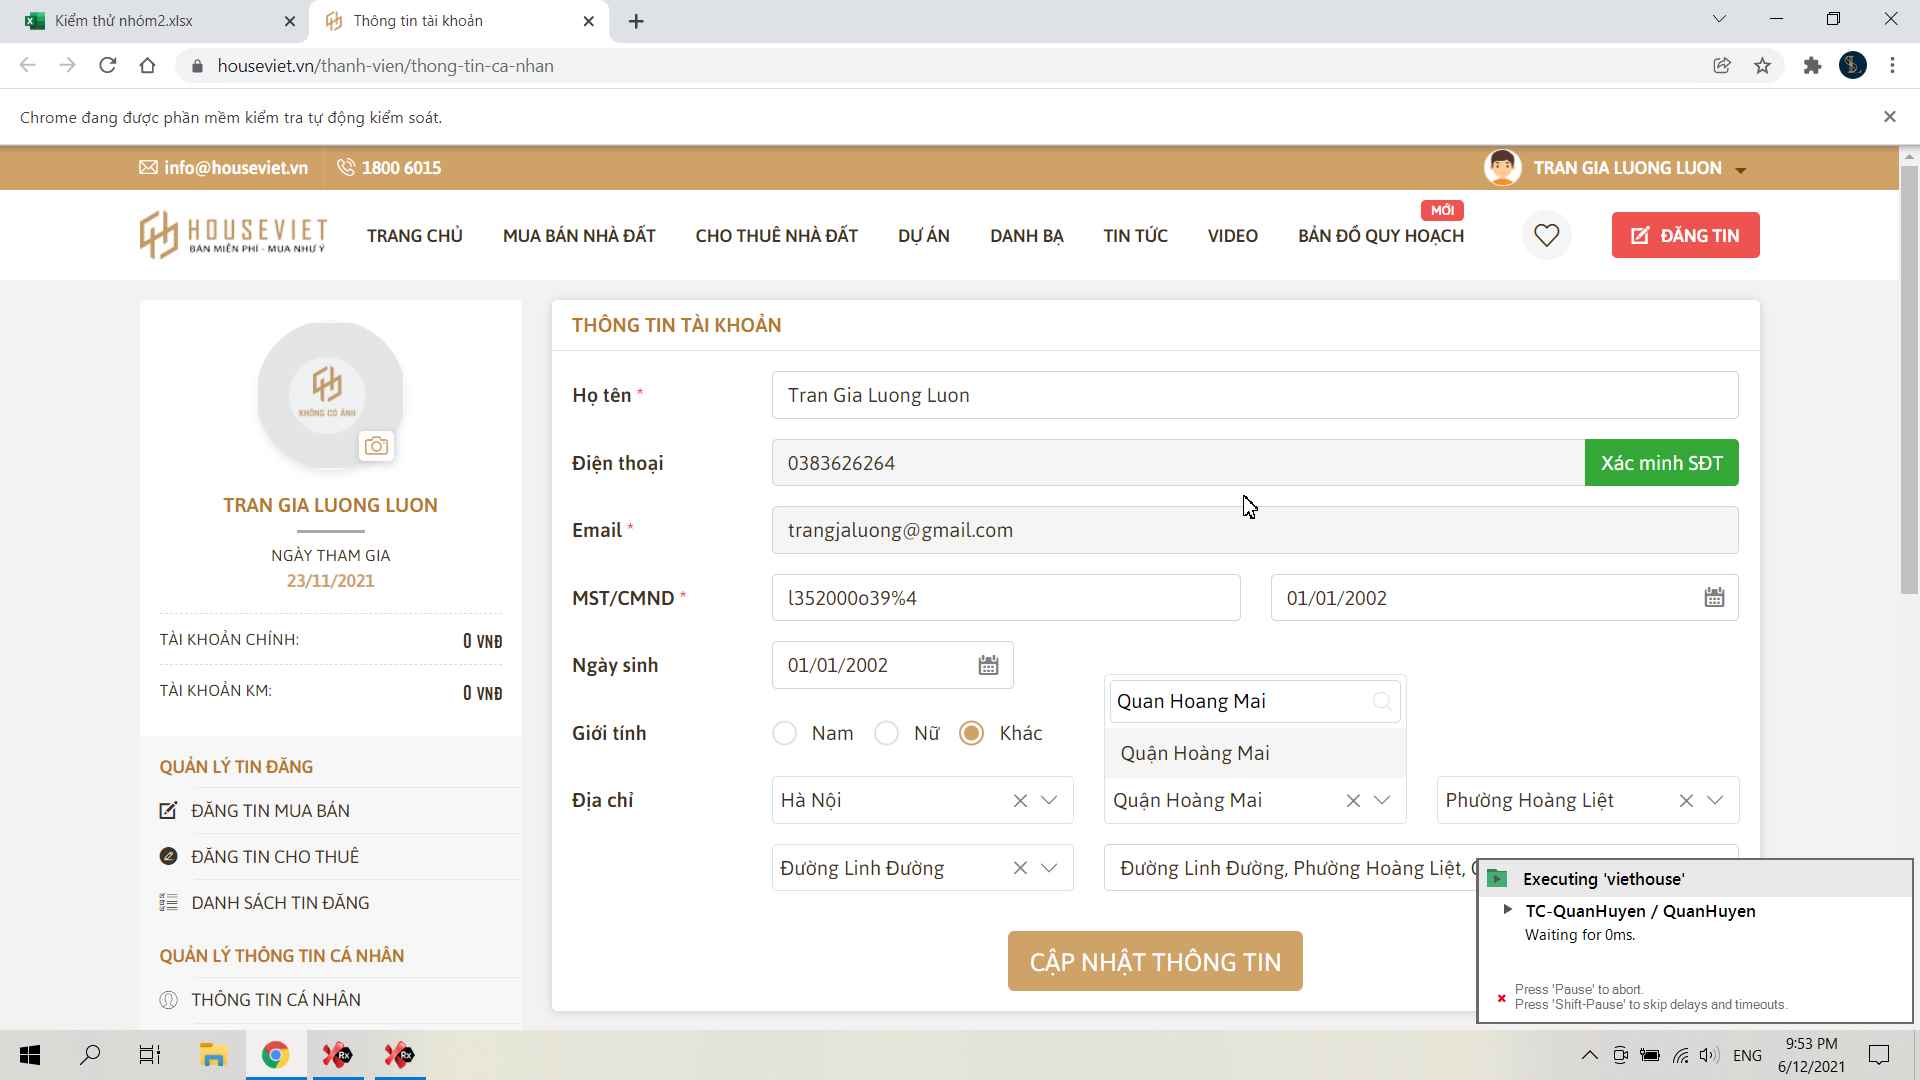 Kiểm thử nhóm2.xlsx
Thông tin tài khoản
houseviet.vn/thanh-vien/thong-tin-ca-nhan
Chrome đang được phần mềm kiểm tra tự động kiểm soát.
info@houseviet.vn
1800 6015
TRAN GIA LUONG LUON
HOUSEVIET
BÁN MIỄN PHÍ - MUA NHƯ Ý
TRANG CHỦ
MUA BÁN NHÀ ĐẤT
CHO THUÊ NHÀ ĐẤT
DỰ ÁN
DANH BẠ
TIN TỨC
VIDEO
MỚI
BẢN ĐỒ QUY HOẠCH
ĐĂNG TIN
KHÔNG CÓ ẢNH
TRAN GIA LUONG LUON
NGÀY THAM GIA
23/11/2021
TÀI KHOẢN CHÍNH: 0 VNĐ
TÀI KHOẢN KM: 0 VNĐ
QUẢN LÝ TIN ĐĂNG
ĐĂNG TIN MUA BÁN
ĐĂNG TIN CHO THUÊ
DANH SÁCH TIN ĐĂNG
QUẢN LÝ THÔNG TIN CÁ NHÂN
THÔNG TIN CÁ NHÂN
THÔNG TIN TÀI KHOẢN
Họ tên * Tran Gia Luong Luon
Điện thoại 0383626264 Xác minh SĐT
Email * trangjaluong@gmail.com
MST/CMND * l352000o39%4 01/01/2002
Ngày sinh 01/01/2002
Quan Hoang Mai
Giới tính Nam Nữ Khác
Quận Hoàng Mai
Địa chỉ Hà Nội Quận Hoàng Mai Phường Hoàng Liệt
Đường Linh Đường Đường Linh Đường, Phường Hoàng Liệt,
CẬP NHẬT THÔNG TIN
Executing 'viethouse'
TC-QuanHuyen / QuanHuyen
Waiting for 0ms.
Press 'Pause' to abort.
Press 'Shift-Pause' to skip delays and timeouts.
Rx
Rx
ENG
9:53 PM
6/12/2021